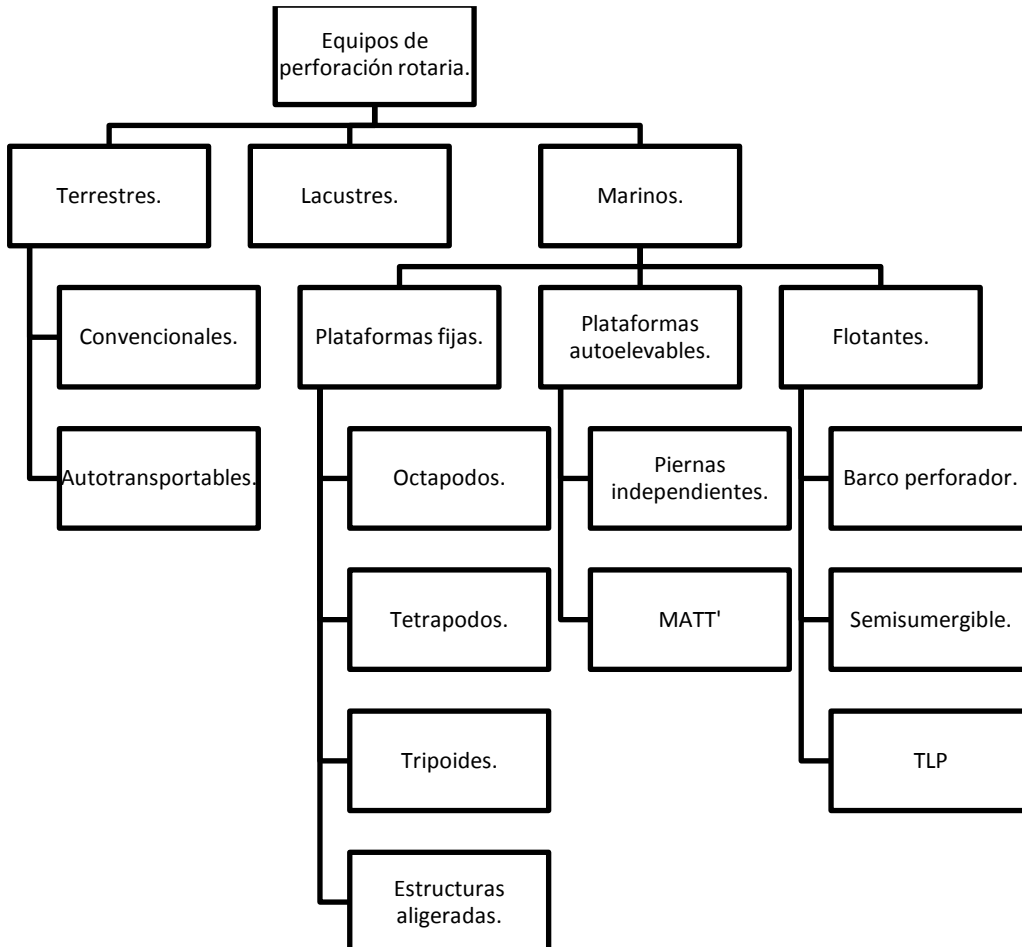 Equipos de
perforación rotaria.
Terrestres.
Lacustres.
Marinos.
Convencionales.
Autotransportables.
Plataformas fijas.
Octapodos.
Tetrapodos.
Tripoides.
Estructuras
aligeradas.
Plataformas
autoelevables.
Piernas
independientes.
MATT'
Flotantes.
Barco perforador.
Semisumergible.
TLP